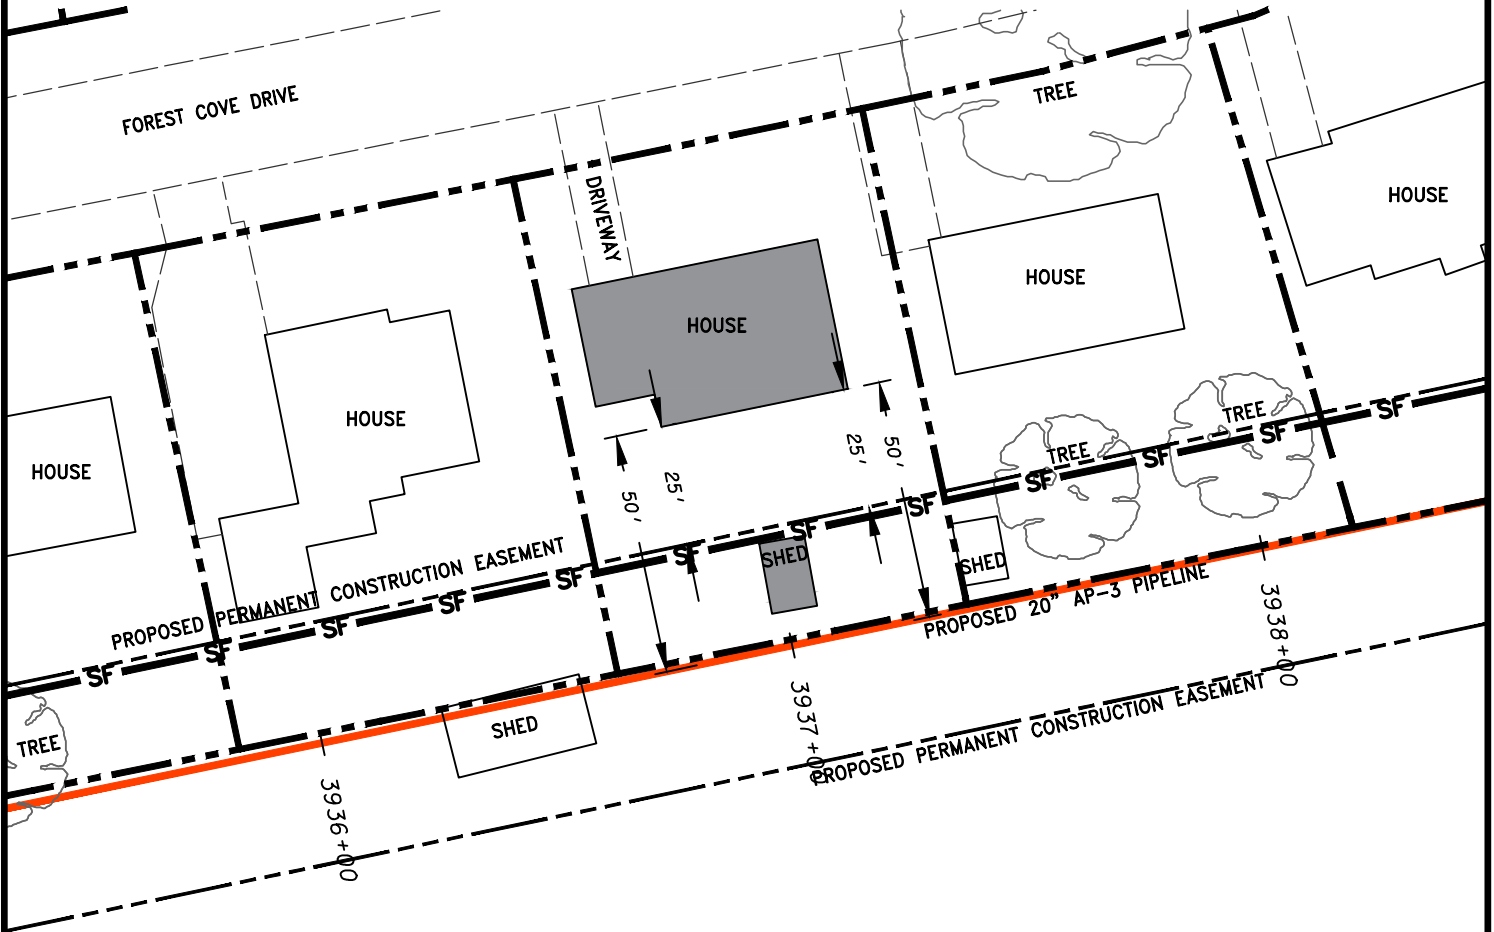 FOREST COVE DRIVE
TREE
DRIVEWAY
HOUSE
HOUSE
HOUSE
HOUSE
HOUSE
TREE
TREE
50'
25'
25'
50'
SF
SF
SF
SF
SF
SF
SF
SF
SF
SF
SF
SF
PROPOSED PERMANENT CONSTRUCTION EASEMENT
SHED
SHED
PROPOSED 20" AP-3 PIPELINE
SHED
TREE
3936+00
3937+00
3938+00
PROPOSED PERMANENT CONSTRUCTION EASEMENT